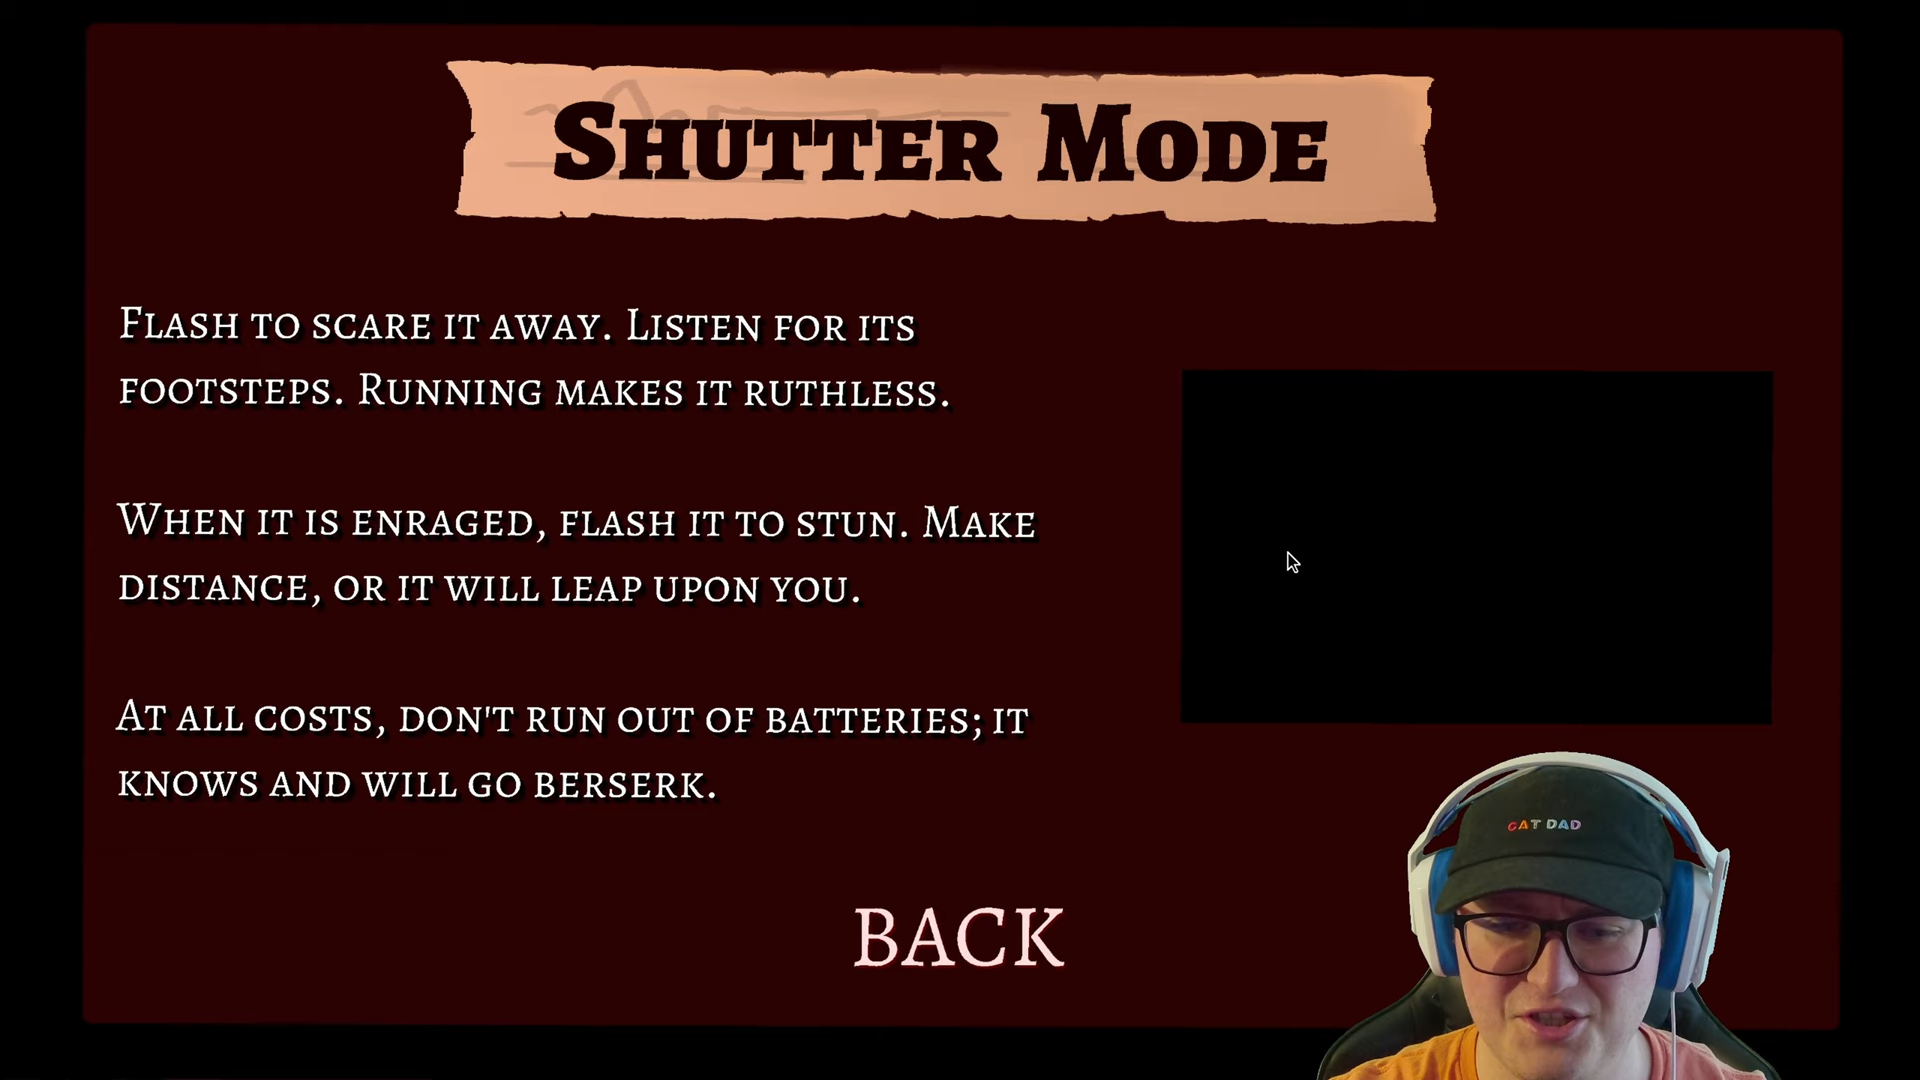 Shutter Mode
Flash to scare it away. Listen for its
footsteps. Running makes it ruthless.
When it is enraged, flash it to stun. Make
distance, or it will leap upon you.
At all costs, don't run out of batteries; it
knows and will go berserk.
CAT DAD
BACK